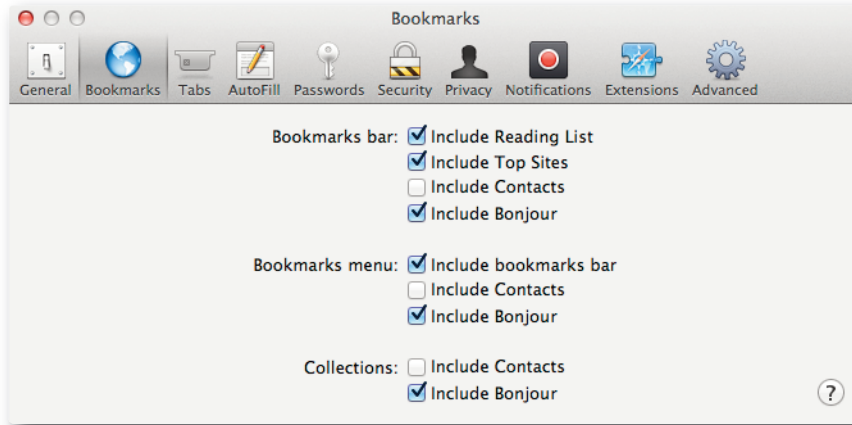 Bookmarks
General Bookmarks Tabs AutoFill Passwords Security Privacy Notifications Extensions Advanced
Bookmarks bar: Include Reading List
Include Top Sites
Include Contacts
Include Bonjour
Bookmarks menu: Include bookmarks bar
Include Contacts
Include Bonjour
Collections: Include Contacts
Include Bonjour
?